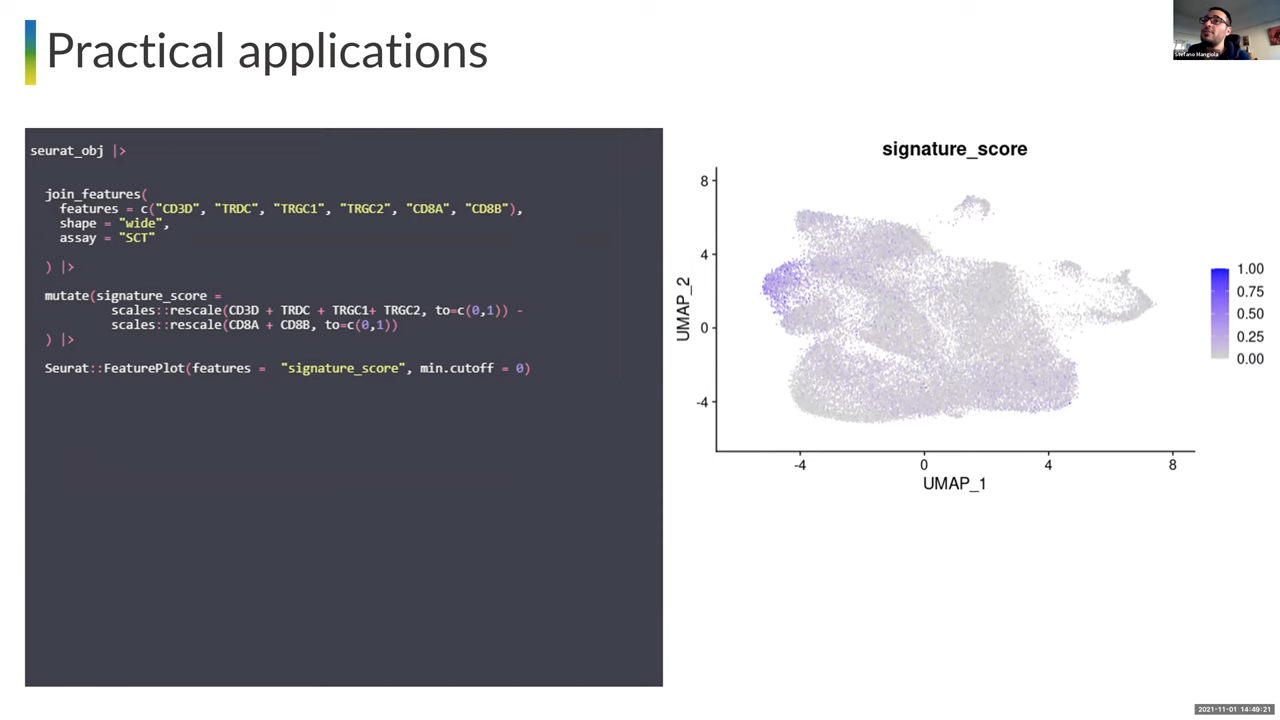 Practical applications
Stefano Mangiola
seurat_obj |>
join_features(
features = c("CD3D", "TRDC", "TRGC1", "TRGC2", "CD8A", "CD8B"),
shape = "wide",
assay = "SCT"
) |>
mutate(signature_score =
scales::rescale(CD3D + TRDC + TRGC1+ TRGC2, to=c(0,1)) -
scales::rescale(CD8A + CD8B, to=c(0,1))
) |>
Seurat::FeaturePlot(features = "signature_score", min.cutoff = 0)
signature_score
8
4
0
-4
UMAP_2
-4 0 4 8
UMAP_1
1.00
0.75
0.50
0.25
0.00
2021-11-01 14:49:21